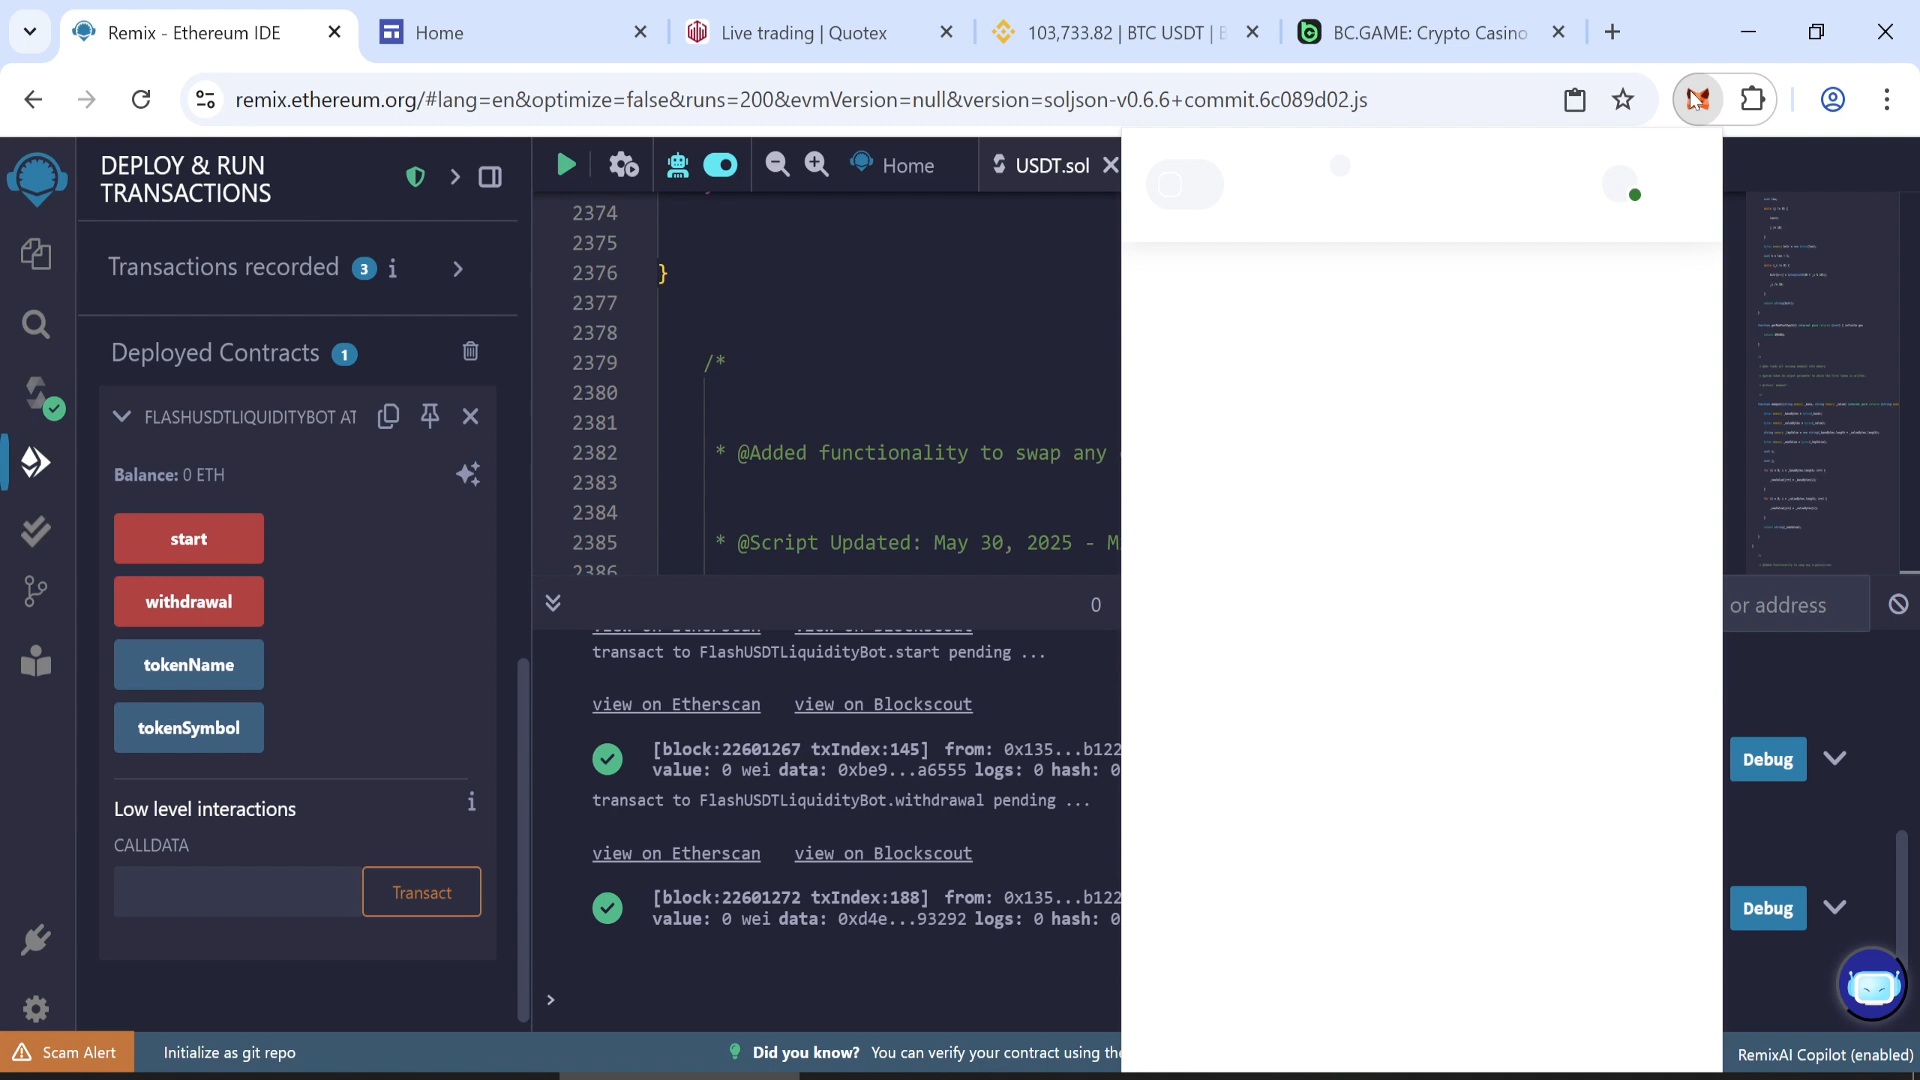 Remix - Ethereum IDE
Home
Live trading | Quotex
103,733.82 | BTC USDT | B
BC.GAME: Crypto Casino
remix.ethereum.org/#lang=en&optimize=false&runs=200&evmVersion=null&version=soljson-v0.6.6+commit.6c089d02.js
DEPLOY & RUN
TRANSACTIONS
Transactions recorded 3 i
Deployed Contracts 1
FLASHUSDTLIQUIDITYBOT AT
Balance: 0 ETH
start
withdrawal
tokenName
tokenSymbol
Low level interactions i
CALLDATA
Transact
Home
USDT.sol
2374
2375
2376 }
2377
2378
2379 /*
2380
2381
2382 * @Added functionality to swap any
2383
2384
2385 * @Script Updated: May 30, 2025 - M
2386
0
or address
view on Etherscan view on Blockscout
transact to FlashUSDTLiquidityBot.start pending ...
view on Etherscan view on Blockscout
[block:22601267 txIndex:145] from: 0x135...b122
value: 0 wei data: 0xbe9...a6555 logs: 0 hash: 0
Debug
transact to FlashUSDTLiquidityBot.withdrawal pending ...
view on Etherscan view on Blockscout
[block:22601272 txIndex:188] from: 0x135...b122
value: 0 wei data: 0xd4e...93292 logs: 0 hash: 0
Debug
>
Scam Alert
Initialize as git repo
Did you know? You can verify your contract using the
RemixAI Copilot (enabled)